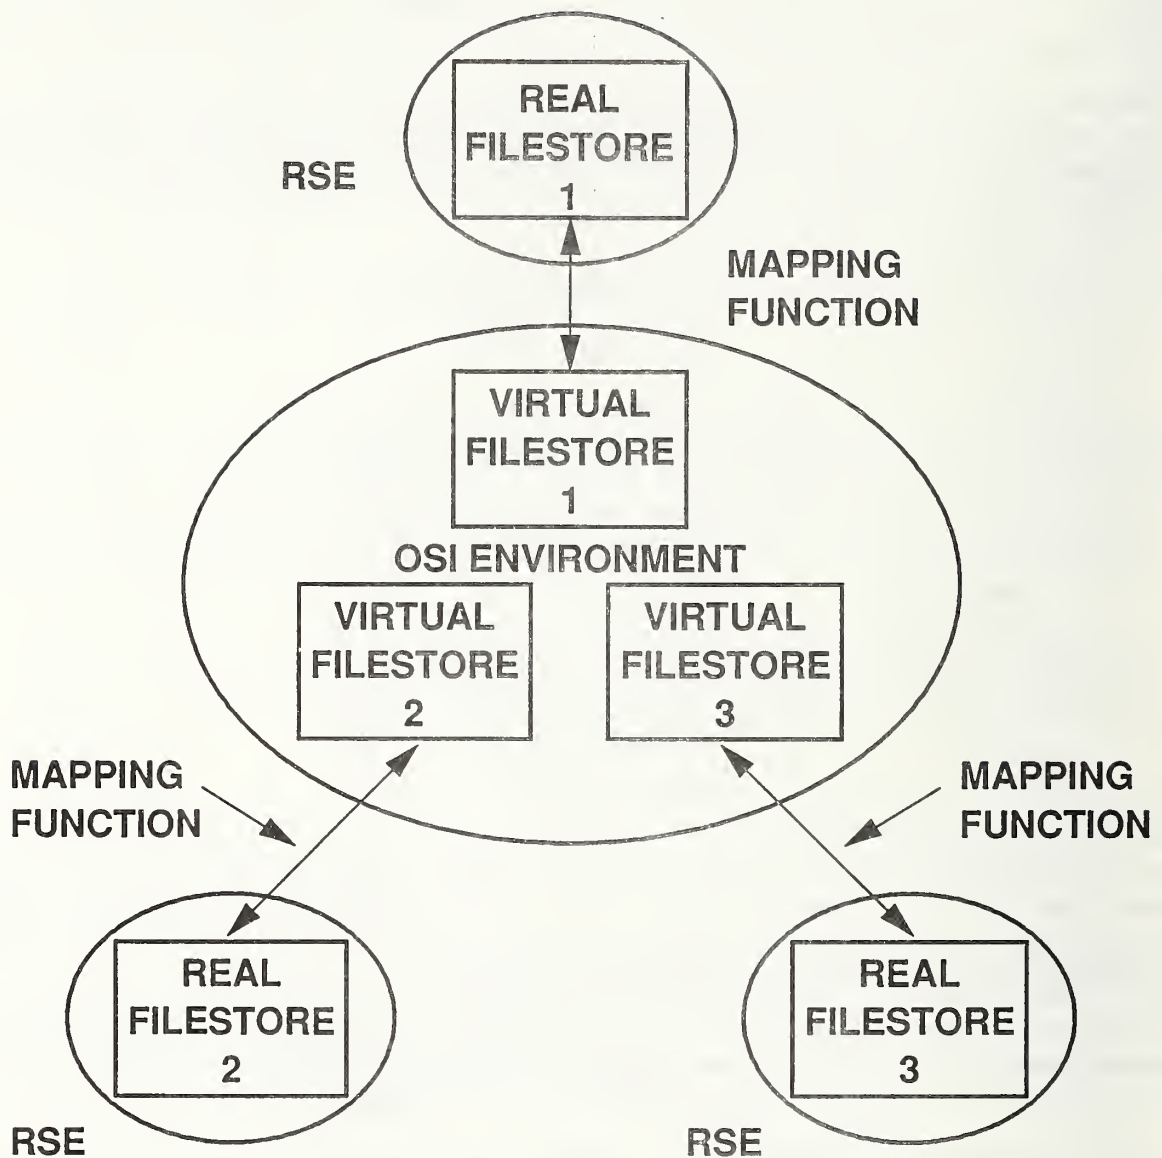 REAL
FILESTORE
1
RSE
MAPPING
FUNCTION
VIRTUAL
FILESTORE
1
OSI ENVIRONMENT
VIRTUAL
FILESTORE
2
VIRTUAL
FILESTORE
3
MAPPING
FUNCTION
MAPPING
FUNCTION
REAL
FILESTORE
2
REAL
FILESTORE
3
RSE
RSE